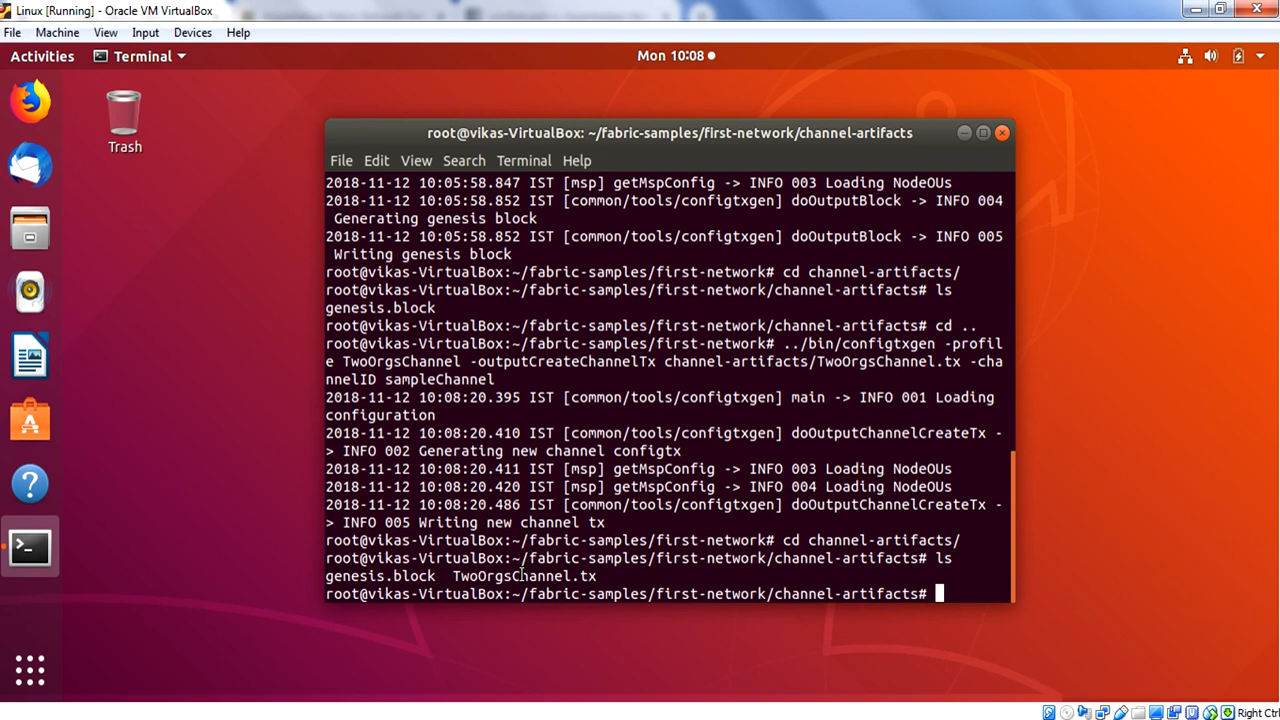 Linux [Running] - Oracle VM VirtualBox
File Machine View Input Devices Help
Activities Terminal Mon 10:08
Trash
root@vikas-VirtualBox: ~/fabric-samples/first-network/channel-artifacts
File Edit View Search Terminal Help
2018-11-12 10:05:58.847 IST [msp] getMspConfig -> INFO 003 Loading NodeOUs
2018-11-12 10:05:58.852 IST [common/tools/configtxgen] doOutputBlock -> INFO 004
Generating genesis block
2018-11-12 10:05:58.852 IST [common/tools/configtxgen] doOutputBlock -> INFO 005
Writing genesis block
root@vikas-VirtualBox:~/fabric-samples/first-network# cd channel-artifacts/
root@vikas-VirtualBox:~/fabric-samples/first-network/channel-artifacts# ls
genesis.block
root@vikas-VirtualBox:~/fabric-samples/first-network/channel-artifacts# cd ..
root@vikas-VirtualBox:~/fabric-samples/first-network# ../bin/configtxgen -profil
e TwoOrgsChannel -outputCreateChannelTx channel-artifacts/TwoOrgsChannel.tx -cha
nnelID sampleChannel
2018-11-12 10:08:20.395 IST [common/tools/configtxgen] main -> INFO 001 Loading
configuration
2018-11-12 10:08:20.410 IST [common/tools/configtxgen] doOutputChannelCreateTx -
> INFO 002 Generating new channel configtx
2018-11-12 10:08:20.411 IST [msp] getMspConfig -> INFO 003 Loading NodeOUs
2018-11-12 10:08:20.420 IST [msp] getMspConfig -> INFO 004 Loading NodeOUs
2018-11-12 10:08:20.486 IST [common/tools/configtxgen] doOutputChannelCreateTx -
> INFO 005 Writing new channel tx
root@vikas-VirtualBox:~/fabric-samples/first-network# cd channel-artifacts/
root@vikas-VirtualBox:~/fabric-samples/first-network/channel-artifacts# ls
genesis.block TwoOrgsChannel.tx
root@vikas-VirtualBox:~/fabric-samples/first-network/channel-artifacts#
Right Ctrl